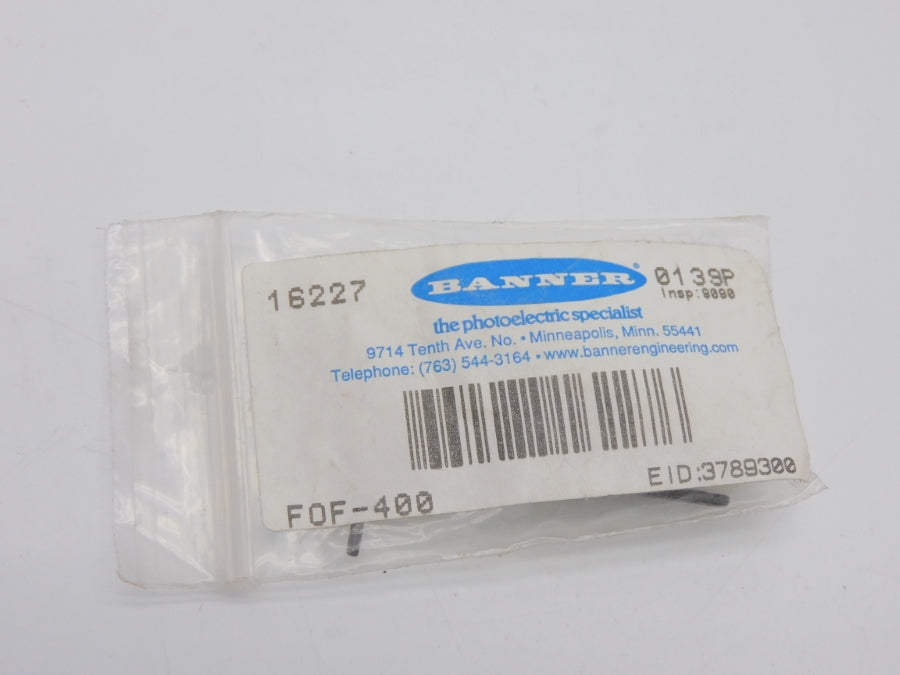 16227
BANNER®
0139P
Insp:9090
the photoelectric specialist
9714 Tenth Ave. No. • Minneapolis, Minn. 55441
Telephone: (763) 544-3164 • www.bannerengineering.com
FOF-400
EID:3789300